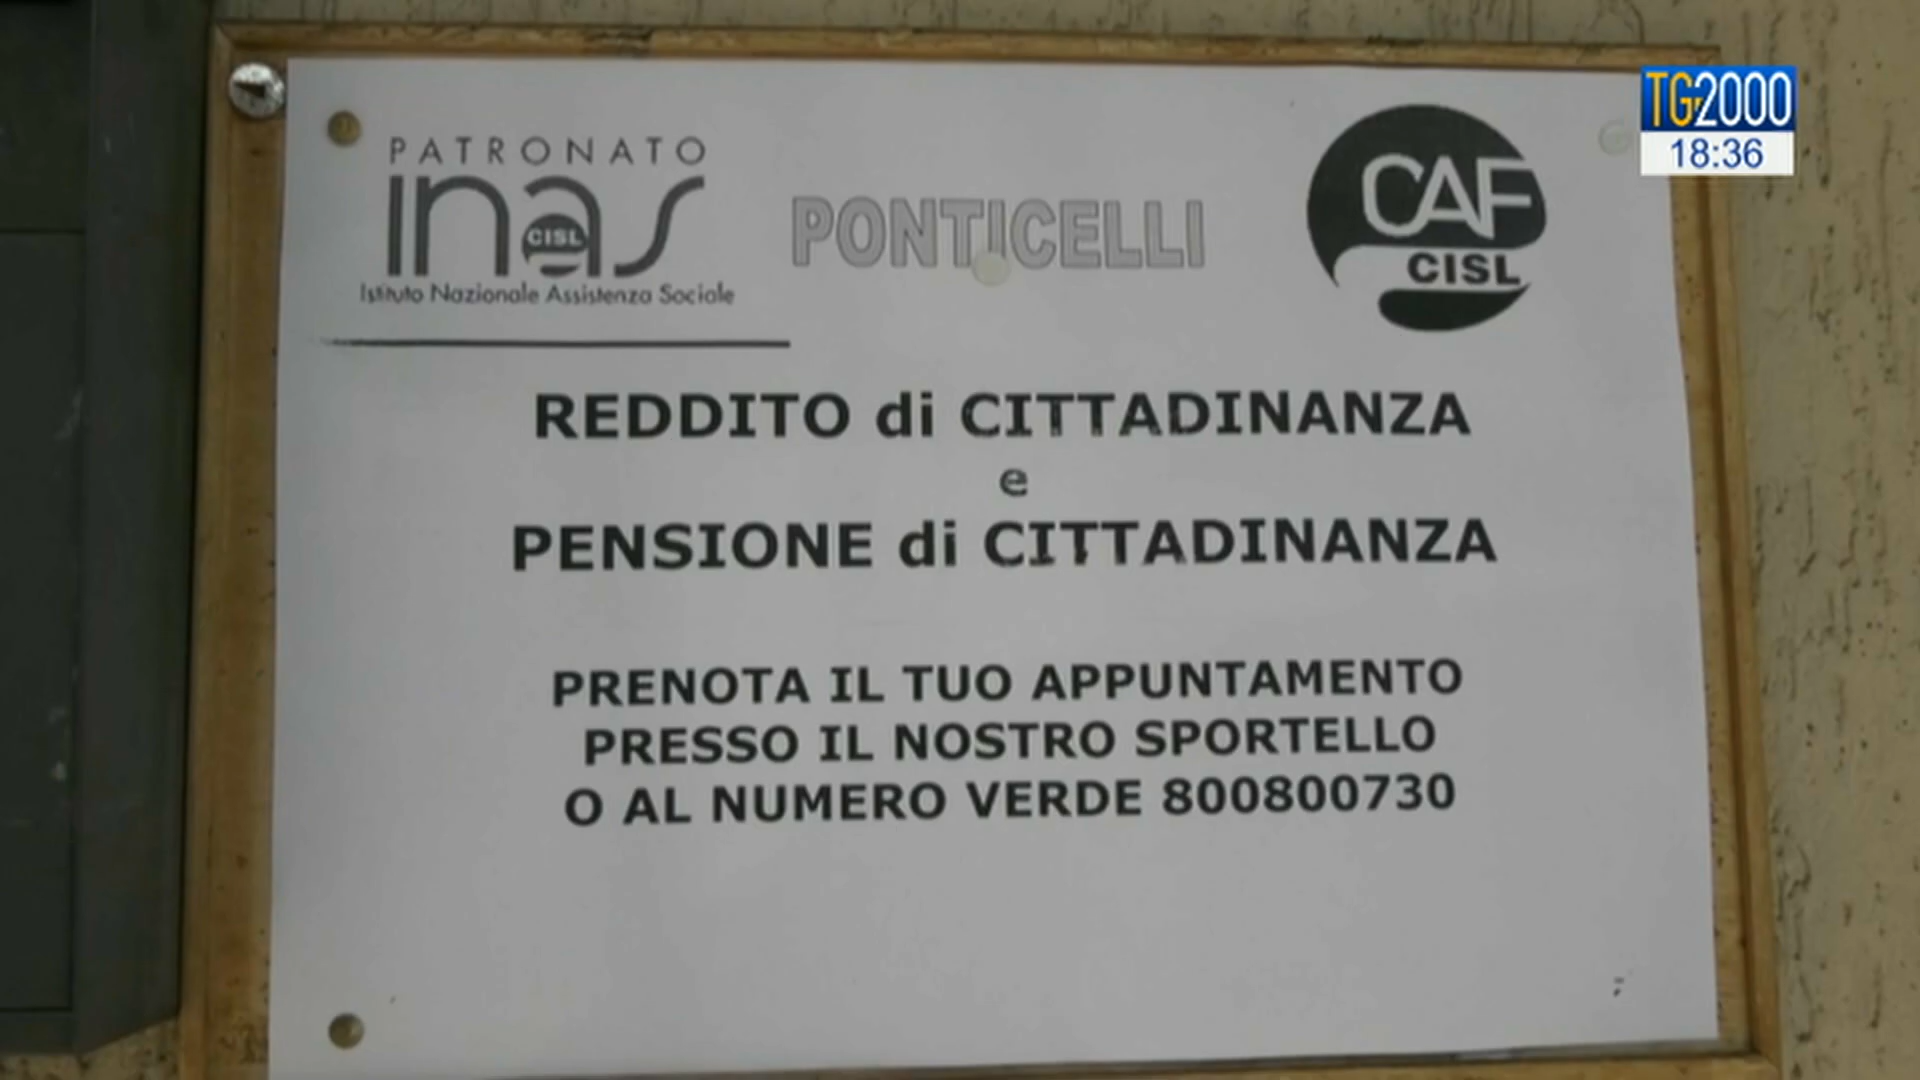 TG2000
18:36
PATRONATO
inas
CISL
Istituto Nazionale Assistenza Sociale
PONTICELLI
CAF
CISL
REDDITO di CITTADINANZA
e
PENSIONE di CITTADINANZA
PRENOTA IL TUO APPUNTAMENTO
PRESSO IL NOSTRO SPORTELLO
O AL NUMERO VERDE 800800730